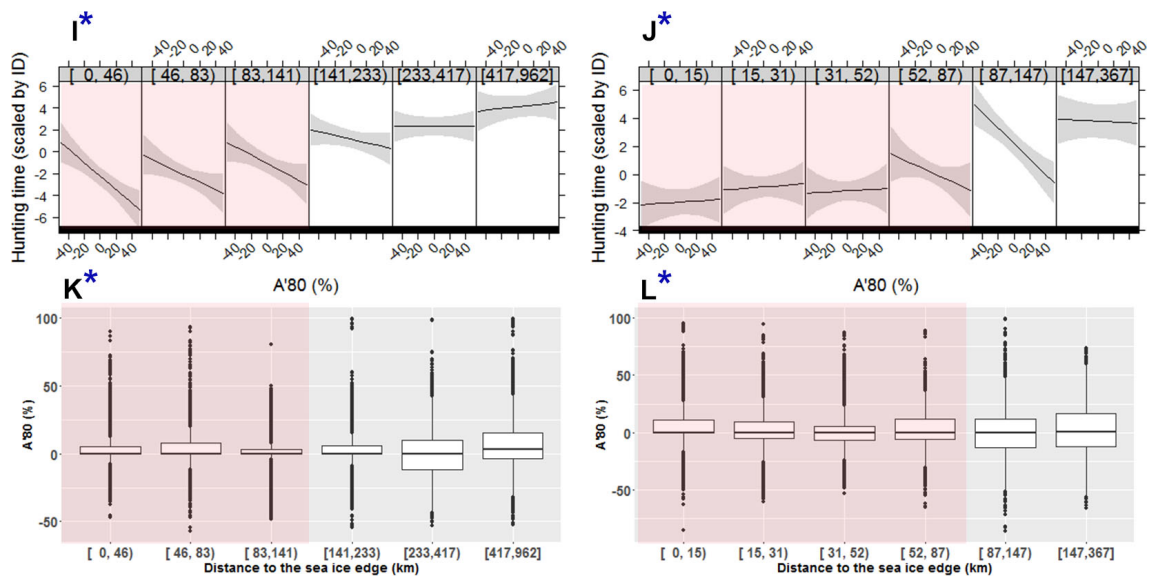 I* J*
-40-20 0 20 40 -40-20 0 20 40 -40-20 0 20 40 -40-20 0 20 40 -40-20 0 20 40 -40-20 0 20 40
[ 0, 46) [ 46, 83) [ 83,141) [141,233) [233,417) [417,962]
[ 0, 15) [ 15, 31) [ 31, 52) [ 52, 87) [ 87,147) [147,367]
Hunting time (scaled by ID)
6
4
2
0
-2
-4
-6
Hunting time (scaled by ID)
6
4
2
0
-2
-4
-40-20 0 20 40 -40-20 0 20 40 -40-20 0 20 40 -40-20 0 20 40 -40-20 0 20 40 -40-20 0 20 40
K* A'80 (%)
L* A'80 (%)
A'80 (%)
100
50
0
-50
A'80 (%)
100
50
0
-50
[ 0, 46) [ 46, 83) [ 83,141) [141,233) [233,417) [417,962]
Distance to the sea ice edge (km)
[ 0, 15) [ 15, 31) [ 31, 52) [ 52, 87) [ 87,147) [147,367]
Distance to the sea ice edge (km)